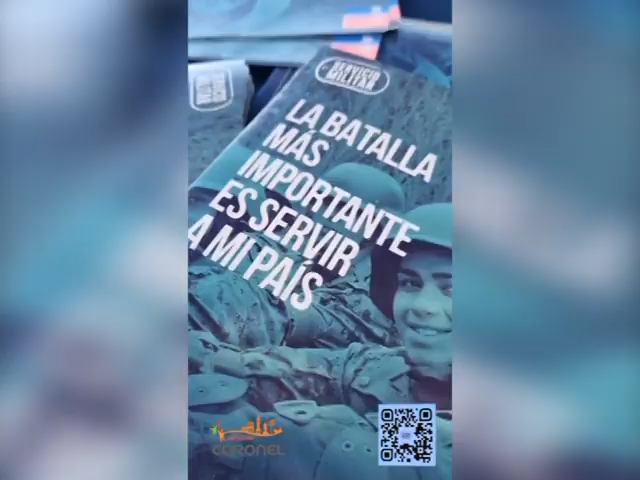 SERVICIO
MILITAR
LA BATALLA
MÁS
IMPORTANTE
ES SERVIR
A MI PAÍS
CORONEL